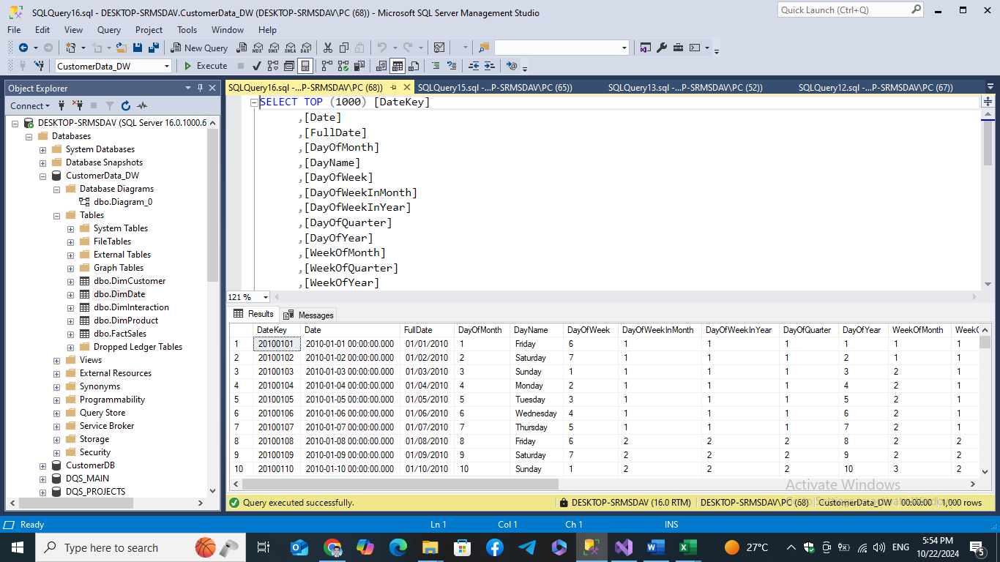 SQLQuery16.sql - DESKTOP-SRMSDAV.CustomerData_DW (DESKTOP-SRMSDAV\PC (68)) - Microsoft SQL Server Management Studio
Quick Launch (Ctrl+Q)
File Edit View Query Project Tools Window Help
New Query MDX DMX XMLA DAX
CustomerData_DW Execute
Object Explorer
Connect
DESKTOP-SRMSDAV (SQL Server 16.0.1000.6
Databases
System Databases
Database Snapshots
CustomerData_DW
Database Diagrams
dbo.Diagram_0
Tables
System Tables
FileTables
External Tables
Graph Tables
dbo.DimCustomer
dbo.DimDate
dbo.DimInteraction
dbo.DimProduct
dbo.FactSales
Dropped Ledger Tables
Views
External Resources
Synonyms
Programmability
Query Store
Service Broker
Storage
Security
CustomerDB
DQS_MAIN
DQS_PROJECTS
SQLQuery16.sql -...P-SRMSDAV\PC (68)) SQLQuery15.sql -...P-SRMSDAV\PC (65)) SQLQuery13.sql -...P-SRMSDAV\PC (52)) SQLQuery12.sql -...P-SRMSDAV\PC (67))
SELECT TOP (1000) [DateKey]
,[Date]
,[FullDate]
,[DayOfMonth]
,[DayName]
,[DayOfWeek]
,[DayOfWeekInMonth]
,[DayOfWeekInYear]
,[DayOfQuarter]
,[DayOfYear]
,[WeekOfMonth]
,[WeekOfQuarter]
,[WeekOfYear]
121 %
Results Messages
DateKey Date FullDate DayOfMonth DayName DayOfWeek DayOfWeekInMonth DayOfWeekInYear DayOfQuarter DayOfYear WeekOfMonth
1 20100101 2010-01-01 00:00:00.000 01/01/2010 1 Friday 6 1 1 1 1 1 1
2 20100102 2010-01-02 00:00:00.000 01/02/2010 2 Saturday 7 1 1 1 2 1 1
3 20100103 2010-01-03 00:00:00.000 01/03/2010 3 Sunday 1 1 1 1 3 2 1
4 20100104 2010-01-04 00:00:00.000 01/04/2010 4 Monday 2 1 1 1 4 2 1
5 20100105 2010-01-05 00:00:00.000 01/05/2010 5 Tuesday 3 1 1 1 5 2 1
6 20100106 2010-01-06 00:00:00.000 01/06/2010 6 Wednesday 4 1 1 1 6 2 1
7 20100107 2010-01-07 00:00:00.000 01/07/2010 7 Thursday 5 1 1 1 7 2 1
8 20100108 2010-01-08 00:00:00.000 01/08/2010 8 Friday 6 2 2 2 8 2 2
9 20100109 2010-01-09 00:00:00.000 01/09/2010 9 Saturday 7 2 2 2 9 2 2
10 20100110 2010-01-10 00:00:00.000 01/10/2010 10 Sunday 1 2 2 2 10 3 2
Activate Windows
Query executed successfully. DESKTOP-SRMSDAV (16.0 RTM) DESKTOP-SRMSDAV\PC (68) CustomerData_DW 00:00:00 1,000 rows
Ready Ln 1 Col 1 Ch 1 INS
Type here to search 27°C ENG 5:54 PM
10/22/2024 5